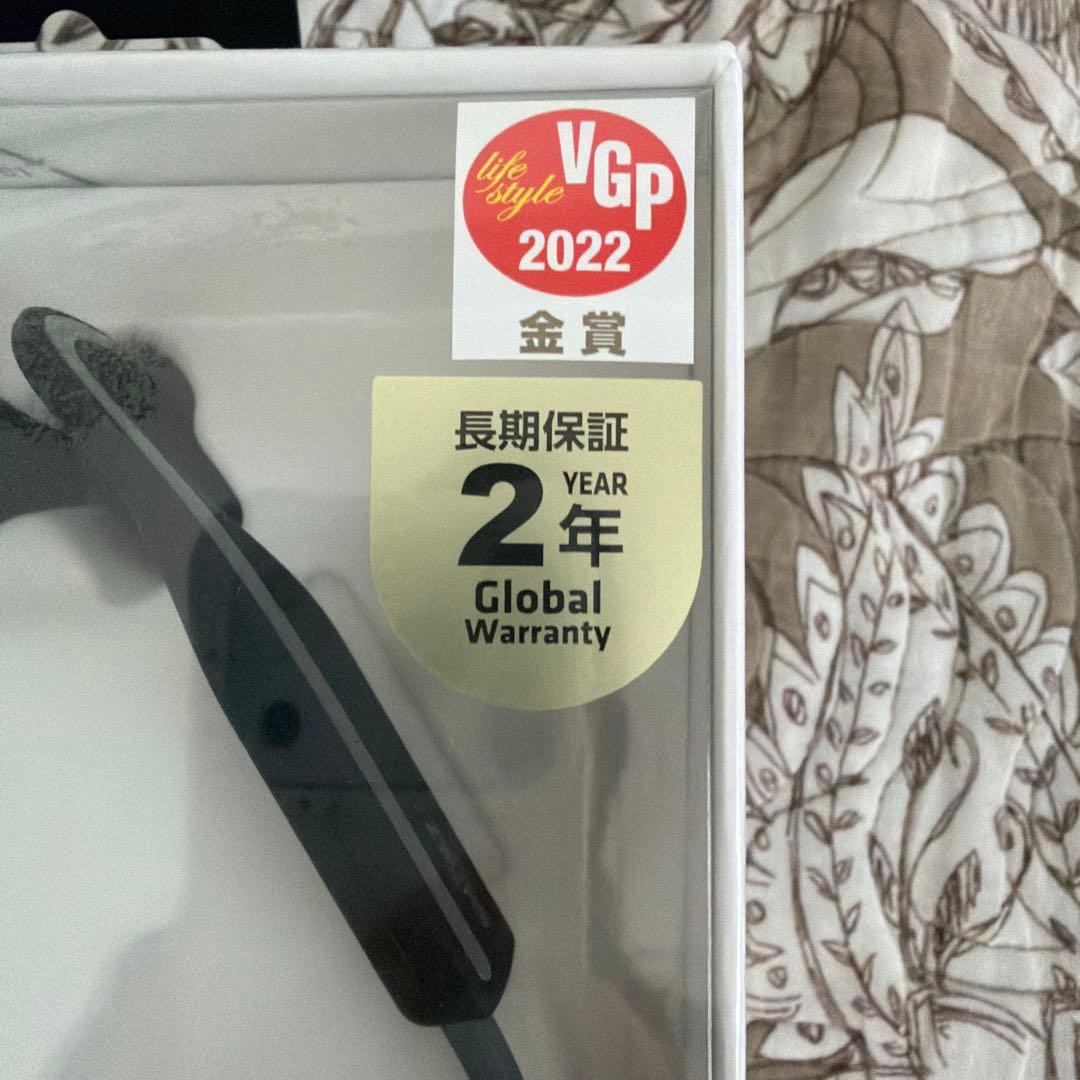 life style VGP
2022
金賞
長期保証
2 YEAR
年
Global
Warranty